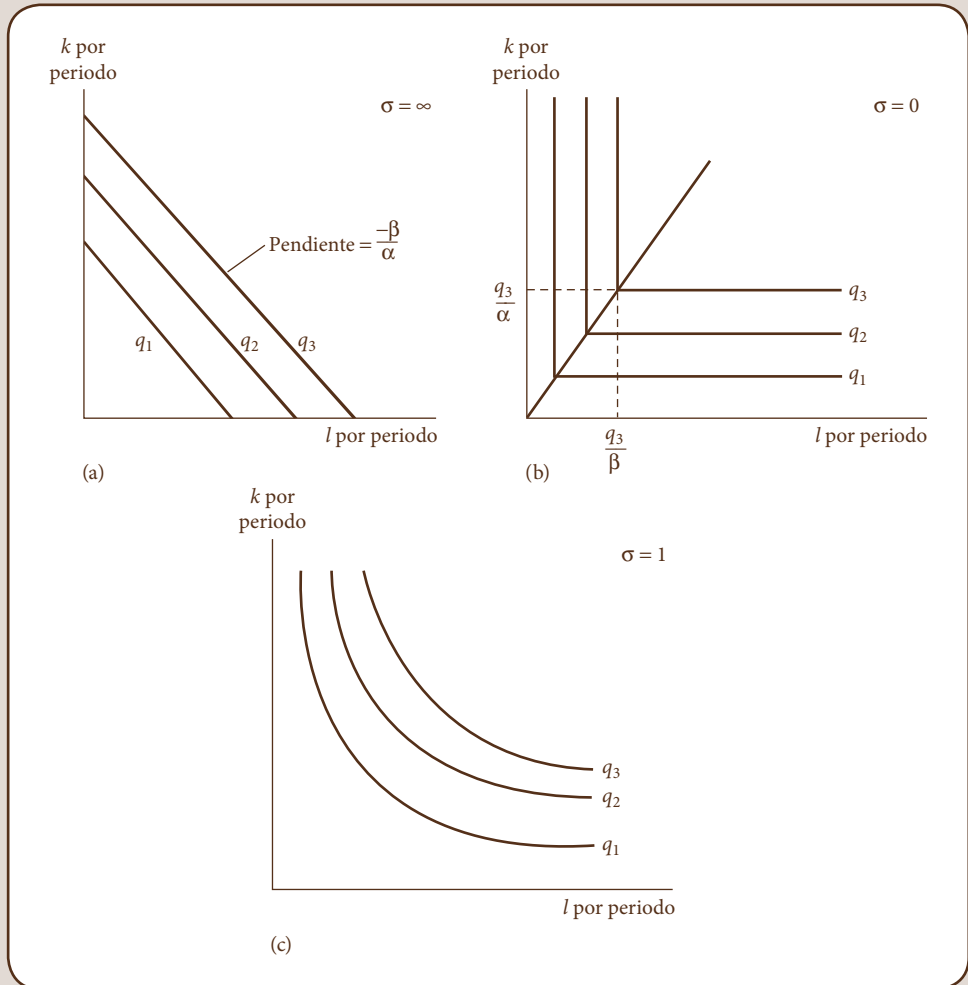 k por
periodo
σ = ∞
Pendiente = −β
α
q1
q2
q3
l por periodo
(a)
k por
periodo
σ = 0
q3
α
q3
q2
q1
q3
β
l por periodo
(b)
k por
periodo
σ = 1
q3
q2
q1
l por periodo
(c)